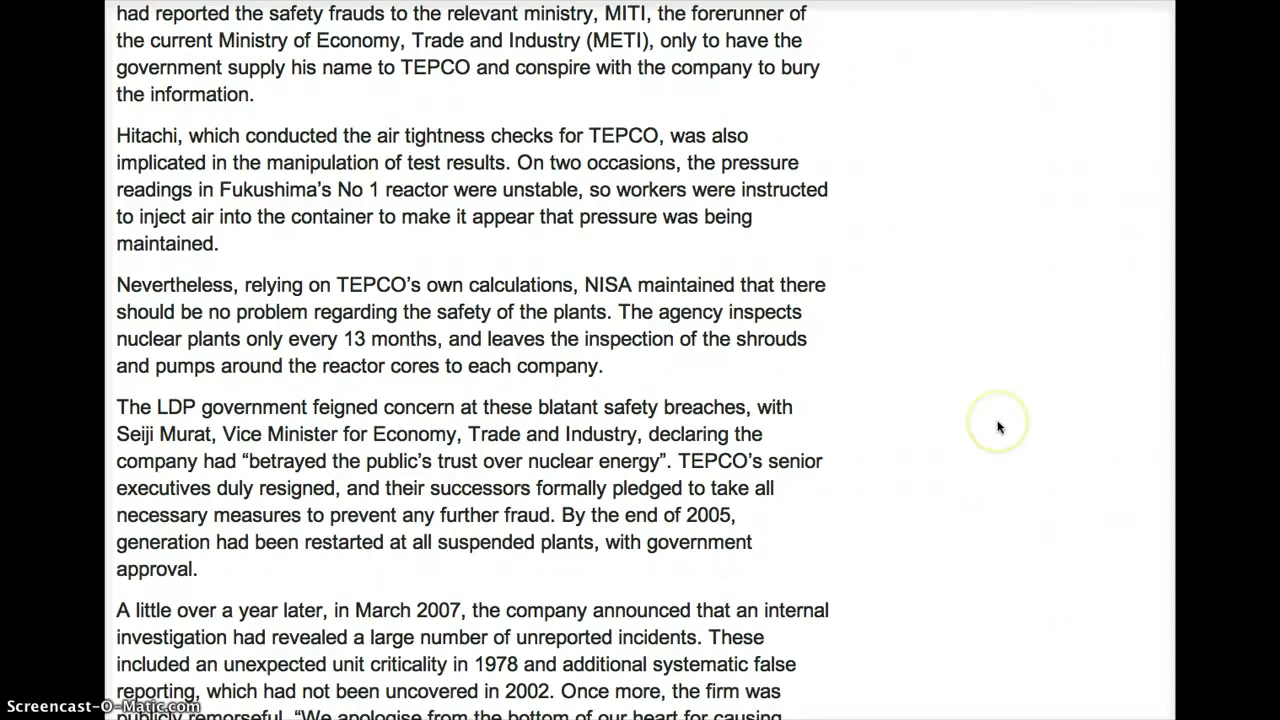 had reported the safety frauds to the relevant ministry, MITI, the forerunner of
the current Ministry of Economy, Trade and Industry (METI), only to have the
government supply his name to TEPCO and conspire with the company to bury
the information.
Hitachi, which conducted the air tightness checks for TEPCO, was also
implicated in the manipulation of test results. On two occasions, the pressure
readings in Fukushima’s No 1 reactor were unstable, so workers were instructed
to inject air into the container to make it appear that pressure was being
maintained.
Nevertheless, relying on TEPCO’s own calculations, NISA maintained that there
should be no problem regarding the safety of the plants. The agency inspects
nuclear plants only every 13 months, and leaves the inspection of the shrouds
and pumps around the reactor cores to each company.
The LDP government feigned concern at these blatant safety breaches, with
Seiji Murat, Vice Minister for Economy, Trade and Industry, declaring the
company had “betrayed the public’s trust over nuclear energy”. TEPCO’s senior
executives duly resigned, and their successors formally pledged to take all
necessary measures to prevent any further fraud. By the end of 2005,
generation had been restarted at all suspended plants, with government
approval.
A little over a year later, in March 2007, the company announced that an internal
investigation had revealed a large number of unreported incidents. These
included an unexpected unit criticality in 1978 and additional systematic false
reporting, which had not been uncovered in 2002. Once more, the firm was
publicly remorseful. “We apologise from the bottom of our heart for causing
Screencast-O-Matic.com